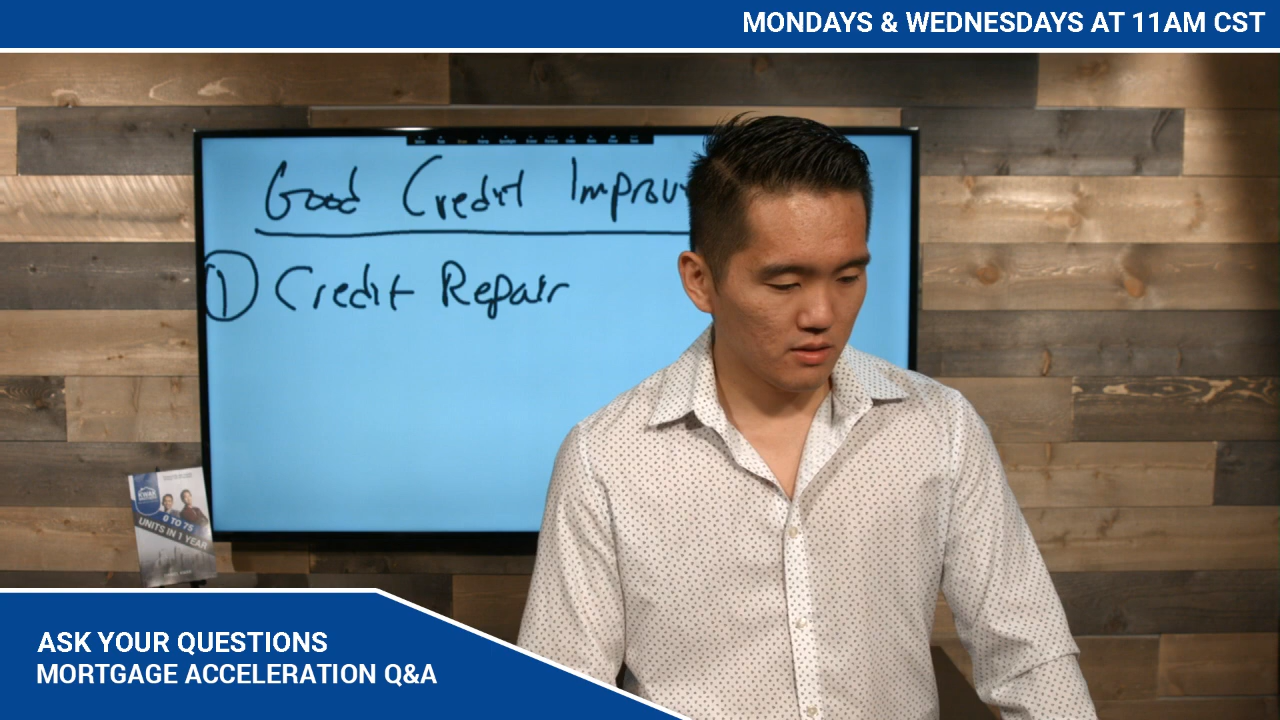 MONDAYS & WEDNESDAYS AT 11AM CST
Good Credit Improv
① Credit Repair
0 TO 75
UNITS IN 1 YEAR
ASK YOUR QUESTIONS
MORTGAGE ACCELERATION Q&A